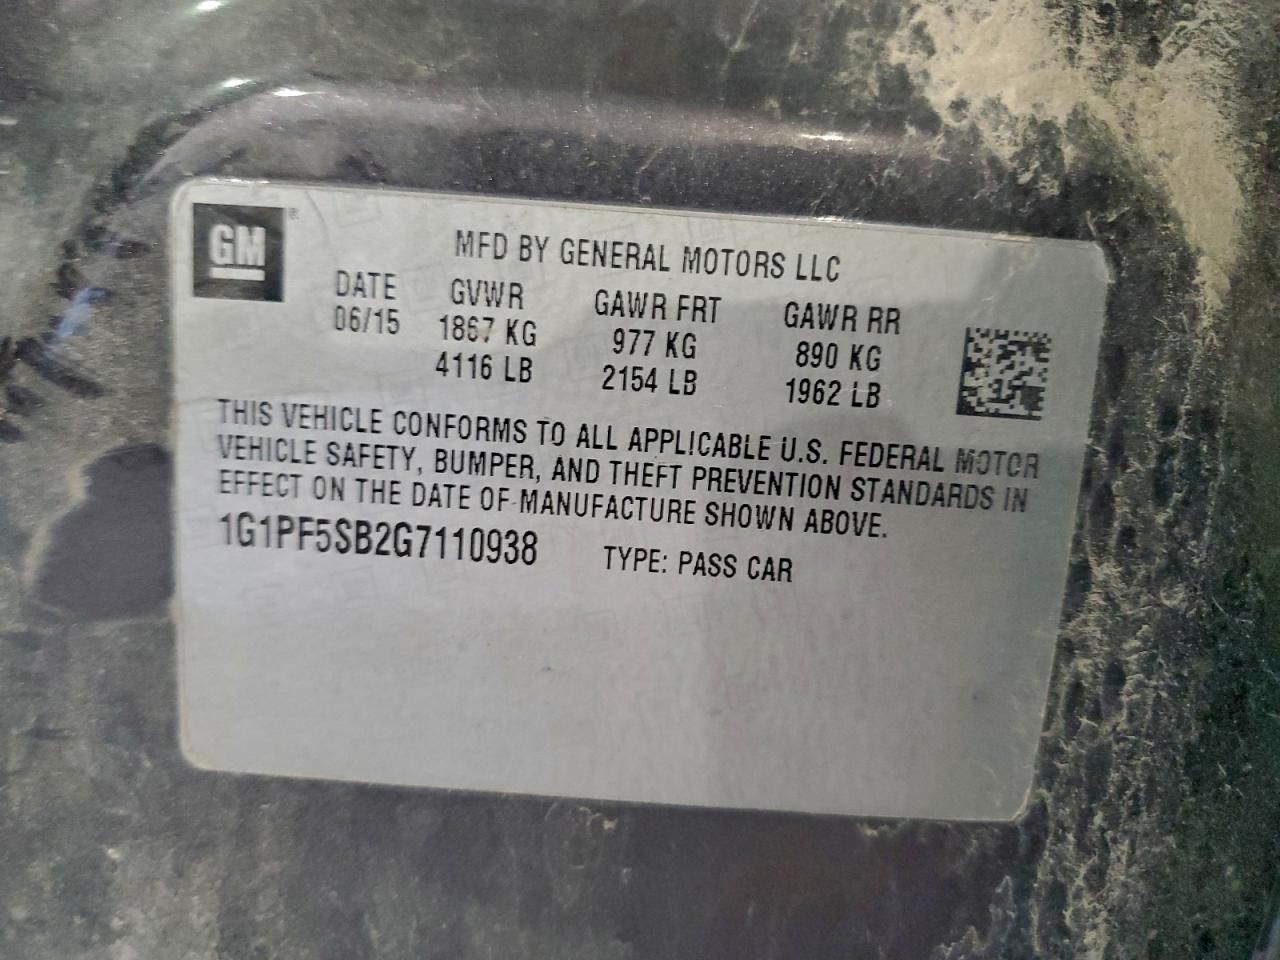 GM ®
MFD BY GENERAL MOTORS LLC
DATE GVWR GAWR FRT GAWR RR
06/15 1867 KG 977 KG 890 KG
4116 LB 2154 LB 1962 LB
THIS VEHICLE CONFORMS TO ALL APPLICABLE U.S. FEDERAL MOTOR
VEHICLE SAFETY, BUMPER, AND THEFT PREVENTION STANDARDS IN
EFFECT ON THE DATE OF MANUFACTURE SHOWN ABOVE.
1G1PF5SB2G7110938 TYPE: PASS CAR